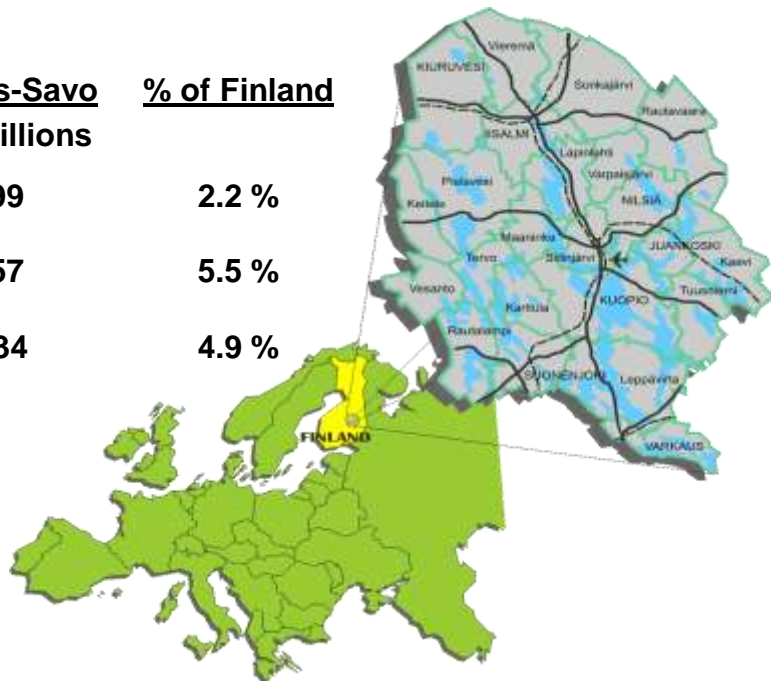 s-Savo % of Finland
illions
99 2.2 %
57 5.5 %
34 4.9 %
Vieremä
KIURUVESI
Sonkajärvi
Rautavaara
IISALMI
Lapinlahti
Varpaisjärvi
Pielavesi
NILSIÄ
Keitele
Maaninka
JUANKOSKI
Tervo
Siilinjärvi
Kaavi
Vesanto
Tuusniemi
Karttula
KUOPIO
Rautalampi
SUONENJOKI
Leppävirta
FINLAND
VARKAUS